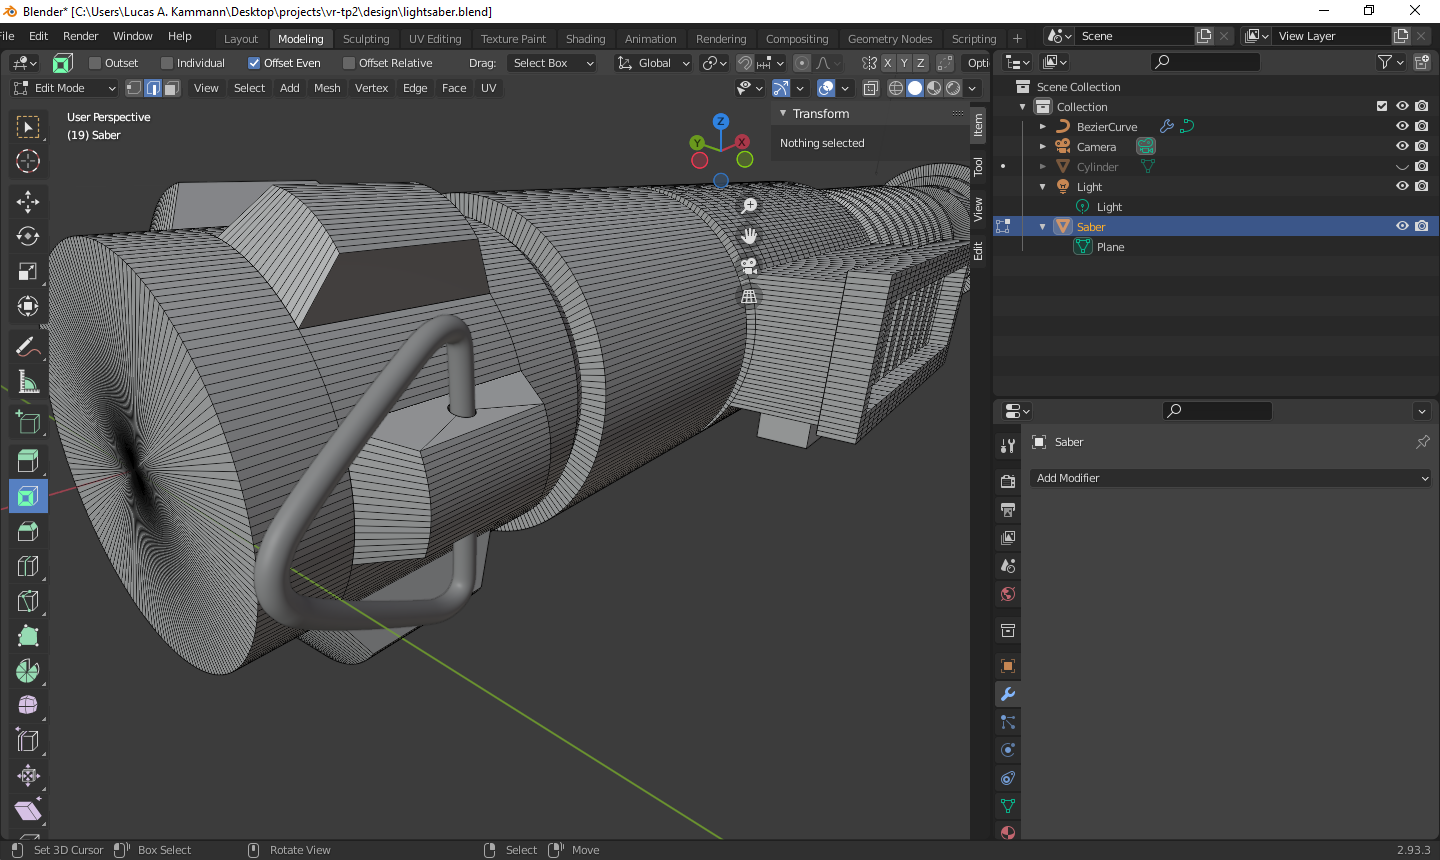 Blender* [C:\Users\Lucas A. Kammann\Desktop\projects\vr-tp2\design\lightsaber.blend]
ile Edit Render Window Help Layout Modeling Sculpting UV Editing Texture Paint Shading Animation Rendering Compositing Geometry Nodes Scripting + Scene View Layer
Outset Individual Offset Even Offset Relative Drag: Select Box Global X Y Z Opti
Edit Mode View Select Add Mesh Vertex Edge Face UV
User Perspective
(19) Saber
Z
Y X
Transform
Nothing selected
Item
Tool
View
Edit
Scene Collection
Collection
BezierCurve
Camera
Cylinder
Light
Light
Saber
Plane
Saber
Add Modifier
Set 3D Cursor Box Select Rotate View Select Move 2.93.3